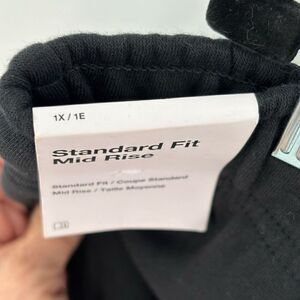 1X / 1E
Standard Fit
Mid Rise
Standard Fit / Coupe Standard
Mid Rise / Taille Moyenne